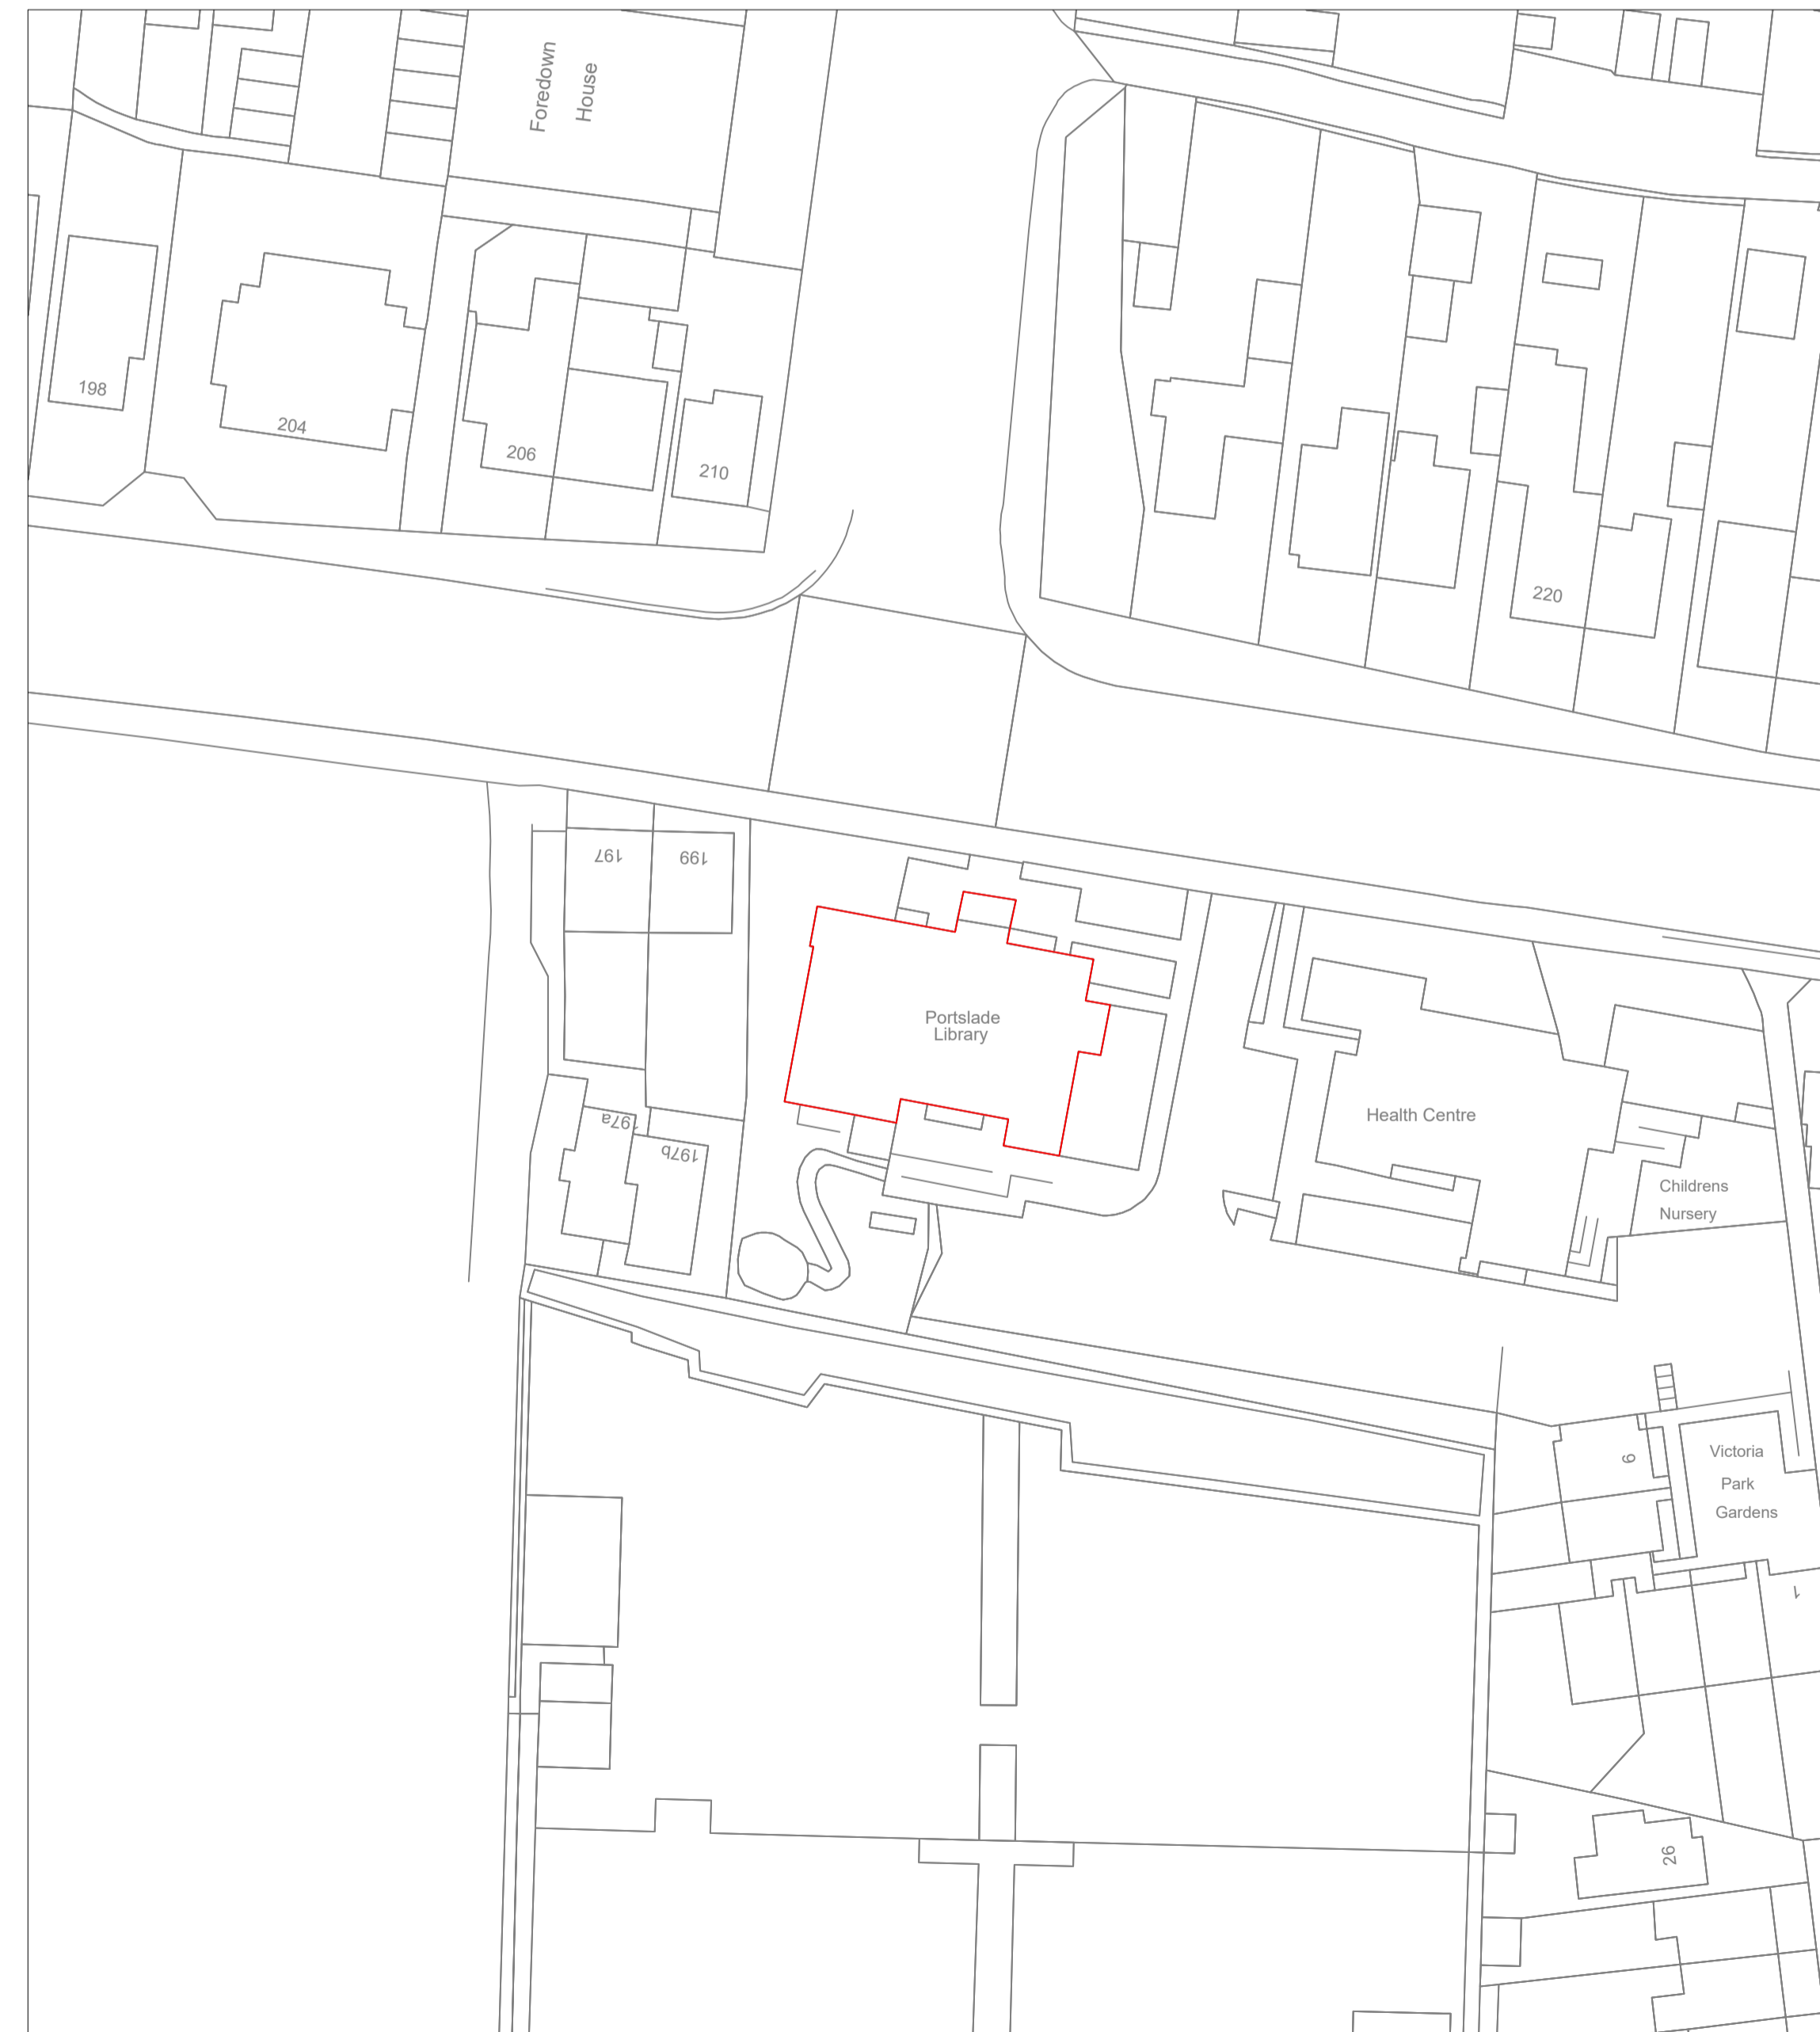 Foredown
House
198
204
206
210
220
197
199
Portslade
Library
Health Centre
197a
197b
Childrens
Nursery
9
Victoria
Park
Gardens
1
26